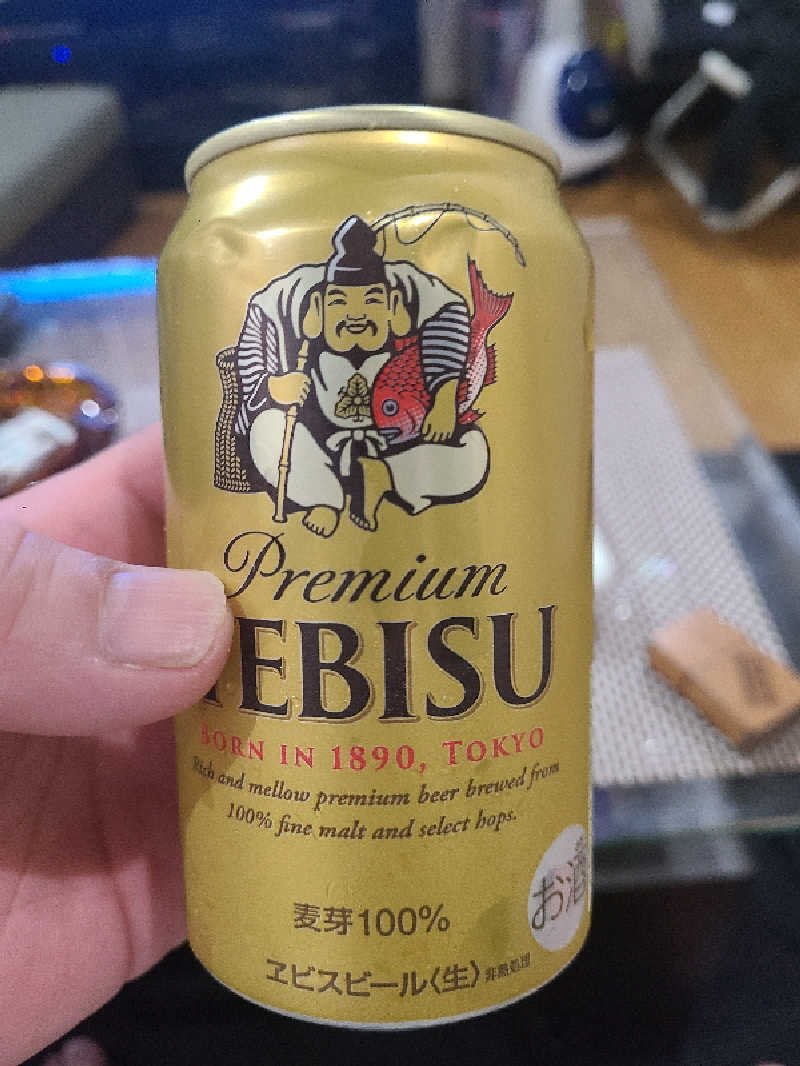 Premium
YEBISU
BORN IN 1890, TOKYO
Rich and mellow premium beer brewed from
100% fine malt and select hops.
お酒
麦芽100%
ヱビスビール〈生〉非熱処理